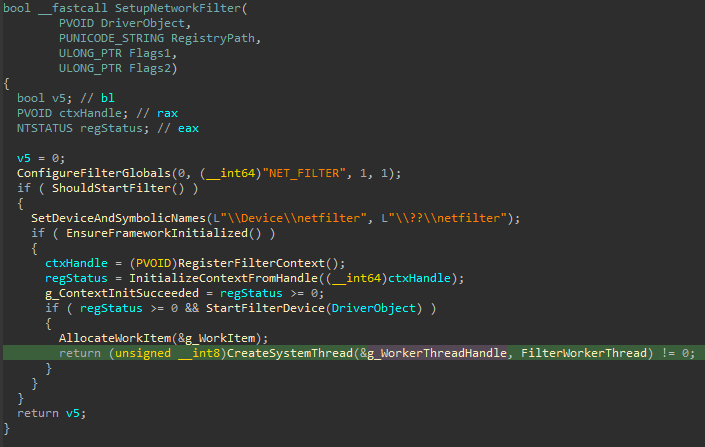 bool __fastcall SetupNetworkFilter(
        PVOID DriverObject,
        PUNICODE_STRING RegistryPath,
        ULONG_PTR Flags1,
        ULONG_PTR Flags2)
{
  bool v5; // bl
  PVOID ctxHandle; // rax
  NTSTATUS regStatus; // eax

  v5 = 0;
  ConfigureFilterGlobals(0, (__int64)"NET_FILTER", 1, 1);
  if ( ShouldStartFilter() )
  {
    SetDeviceAndSymbolicNames(L"\\Device\\netfilter", L"\\??\\netfilter");
    if ( EnsureFrameworkInitialized() )
    {
      ctxHandle = (PVOID)RegisterFilterContext();
      regStatus = InitializeContextFromHandle((__int64)ctxHandle);
      g_ContextInitSucceeded = regStatus >= 0;
      if ( regStatus >= 0 && StartFilterDevice(DriverObject) )
      {
        AllocateWorkItem(&g_WorkItem);
        return (unsigned __int8)CreateSystemThread(&g_WorkerThreadHandle, FilterWorkerThread) != 0;
      }
    }
  }
  return v5;
}